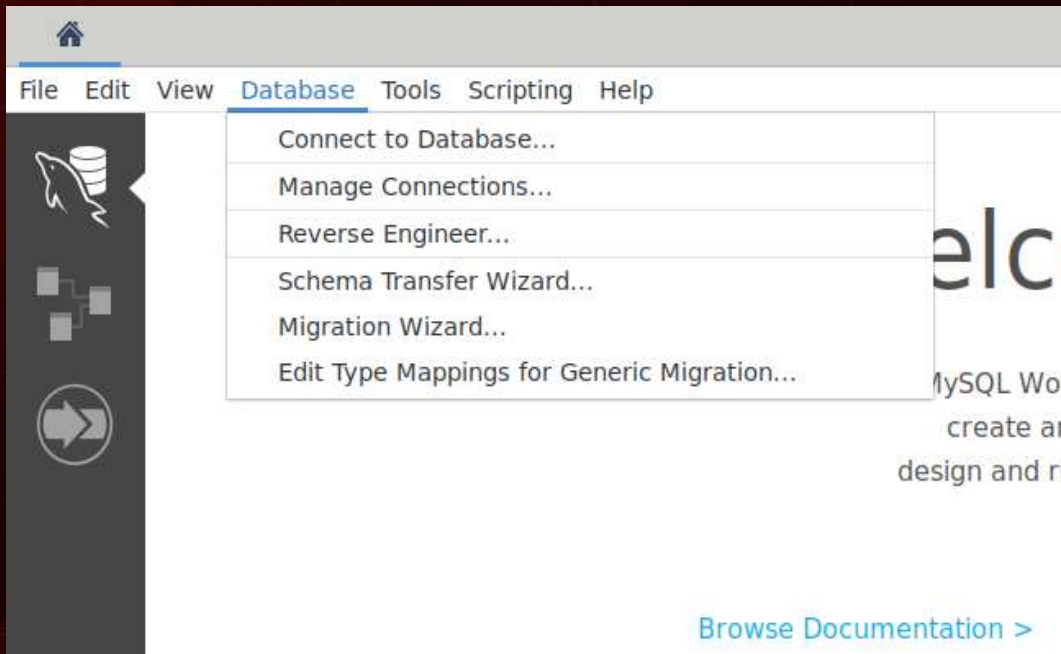 File Edit View Database Tools Scripting Help
Connect to Database...
Manage Connections...
Reverse Engineer...
Schema Transfer Wizard...
Migration Wizard...
Edit Type Mappings for Generic Migration...
elc
MySQL Wo
create a
design and r
Browse Documentation >